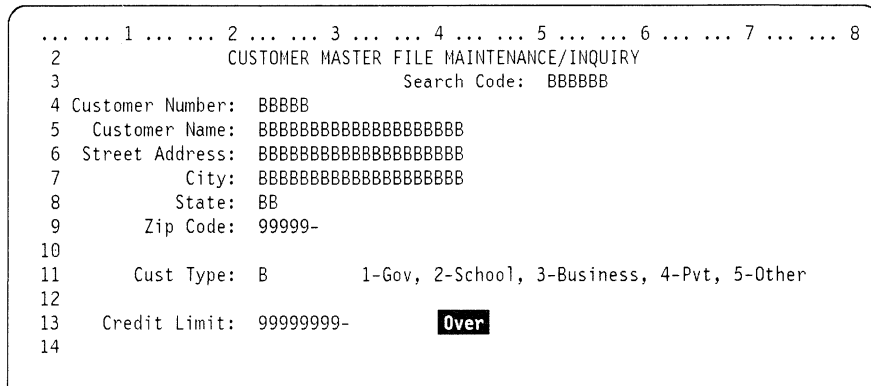 ... ... 1 ... ... 2 ... ... 3 ... ... 4 ... ... 5 ... ... 6 ... ... 7 ... ... 8
2 CUSTOMER MASTER FILE MAINTENANCE/INQUIRY
3 Search Code: BBBBBB
4 Customer Number: BBBBB
5 Customer Name: BBBBBBBBBBBBBBBBBBBB
6 Street Address: BBBBBBBBBBBBBBBBBBBB
7 City: BBBBBBBBBBBBBBBBBBBB
8 State: BB
9 Zip Code: 99999-
10
11 Cust Type: B 1-Gov, 2-School, 3-Business, 4-Pvt, 5-Other
12
13 Credit Limit: 99999999- Over
14